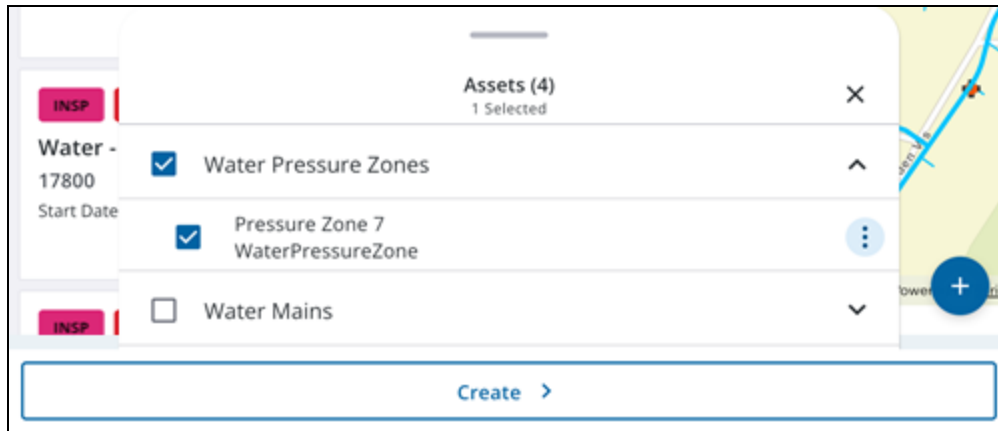 Assets (4)
1 Selected
INSP
Water -
17800
Start Date
Water Pressure Zones
Pressure Zone 7
WaterPressureZone
Water Mains
INSP
Create